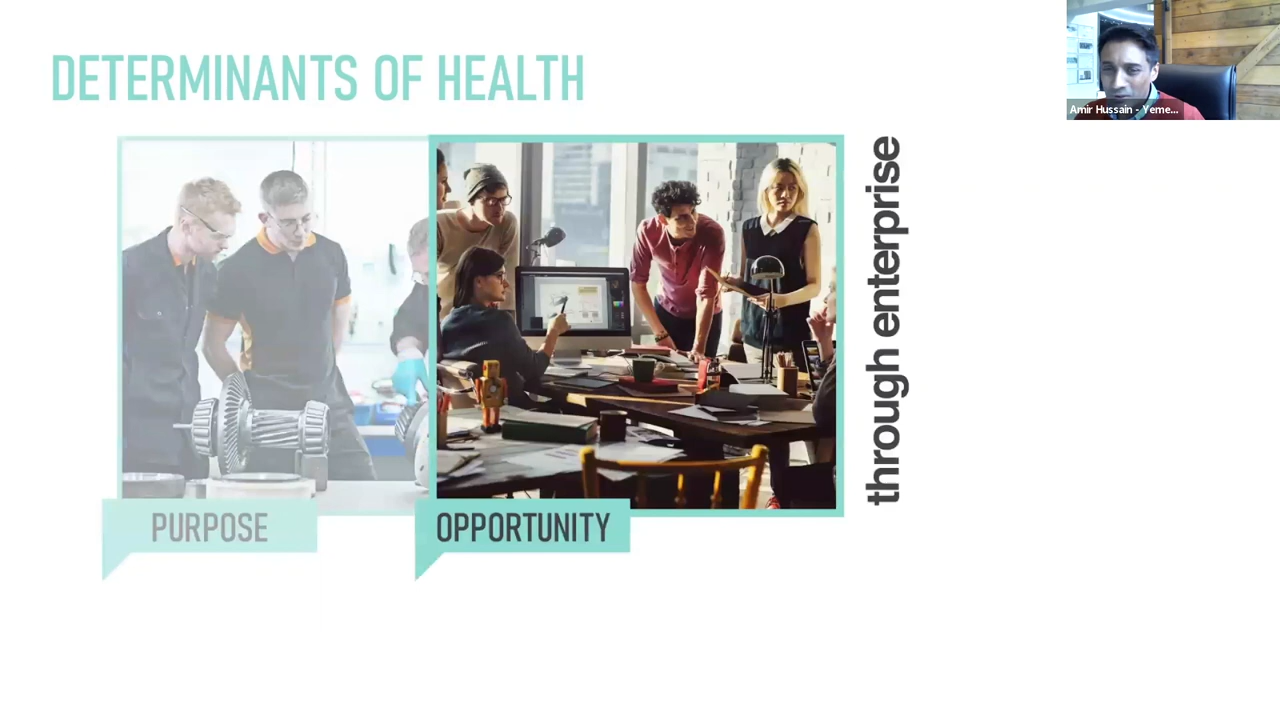 DETERMINANTS OF HEALTH
Amir Hussain - Yeme...
through enterprise
PURPOSE
OPPORTUNITY